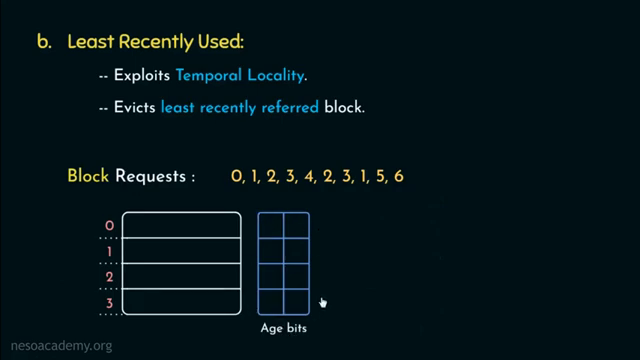 b. Least Recently Used:
-- Exploits Temporal Locality.
-- Evicts least recently referred block.
Block Requests : 0, 1, 2, 3, 4, 2, 3, 1, 5, 6
0
1
2
3
Age bits
nesoacademy.org